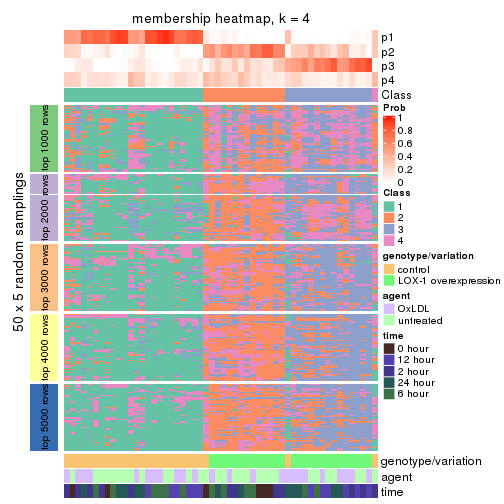 membership heatmap, k = 4
p1
p2
p3
p4
Class
50 x 5 random samplings
top 1000 rows
top 2000 rows
top 3000 rows
top 4000 rows
top 5000 rows
Prob
1
0.8
0.6
0.4
0.2
0
Class
1
2
3
4
genotype/variation
control
LOX-1 overexpression
agent
OxLDL
untreated
time
0 hour
12 hour
2 hour
24 hour
6 hour
genotype/variation
agent
time